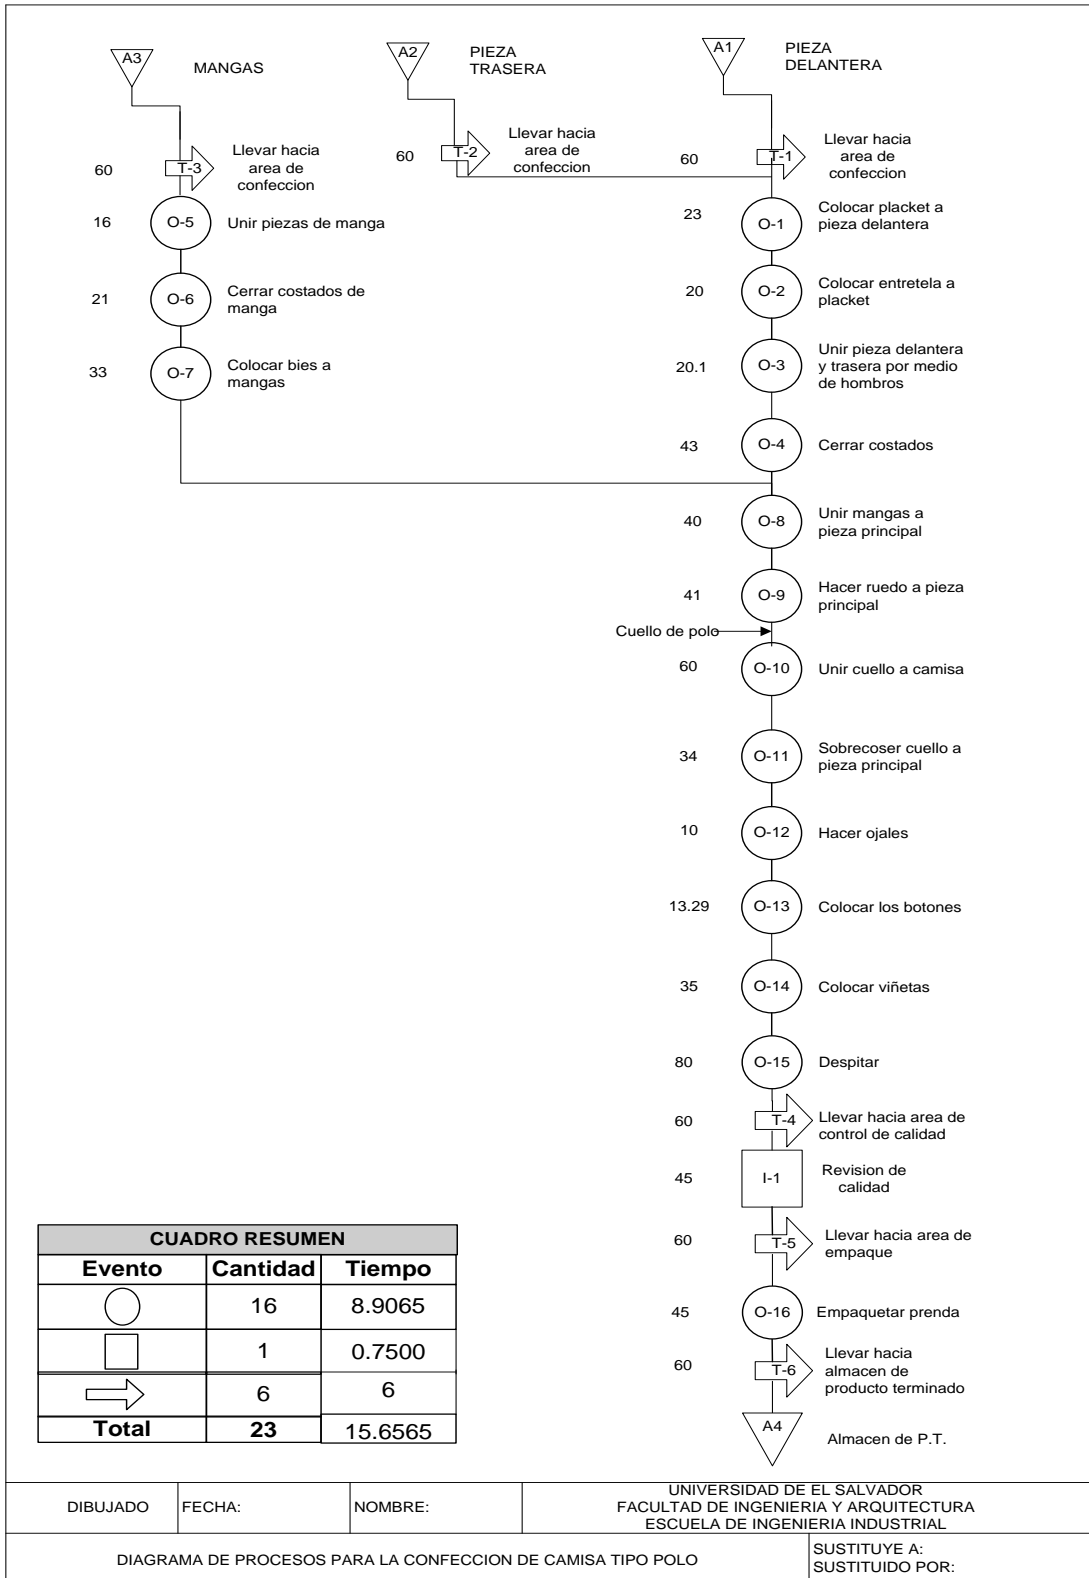 A3
MANGAS
A2
PIEZA
TRASERA
A1
PIEZA
DELANTERA
60
T-3
Llevar hacia
area de
confeccion
60
T-2
Llevar hacia
area de
confeccion
60
T-1
Llevar hacia
area de
confeccion
16
O-5
Unir piezas de manga
23
O-1
Colocar placket a
pieza delantera
21
O-6
Cerrar costados de
manga
20
O-2
Colocar entretela a
placket
33
O-7
Colocar bies a
mangas
20.1
O-3
Unir pieza delantera
y trasera por medio
de hombros
43
O-4
Cerrar costados
40
O-8
Unir mangas a
pieza principal
41
O-9
Hacer ruedo a pieza
principal
Cuello de polo
60
O-10
Unir cuello a camisa
34
O-11
Sobrecoser cuello a
pieza principal
10
O-12
Hacer ojales
13.29
O-13
Colocar los botones
35
O-14
Colocar viñetas
80
O-15
Despitar
60
T-4
Llevar hacia area de
control de calidad
45
I-1
Revision de
calidad
60
T-5
Llevar hacia area de
empaque
45
O-16
Empaquetar prenda
60
T-6
Llevar hacia
almacen de
producto terminado
A4
Almacen de P.T.
CUADRO RESUMEN
Evento Cantidad Tiempo
16 8.9065
1 0.7500
6 6
Total 23 15.6565
DIBUJADO
FECHA:
NOMBRE:
UNIVERSIDAD DE EL SALVADOR
FACULTAD DE INGENIERIA Y ARQUITECTURA
ESCUELA DE INGENIERIA INDUSTRIAL
DIAGRAMA DE PROCESOS PARA LA CONFECCION DE CAMISA TIPO POLO
SUSTITUYE A:
SUSTITUIDO POR: